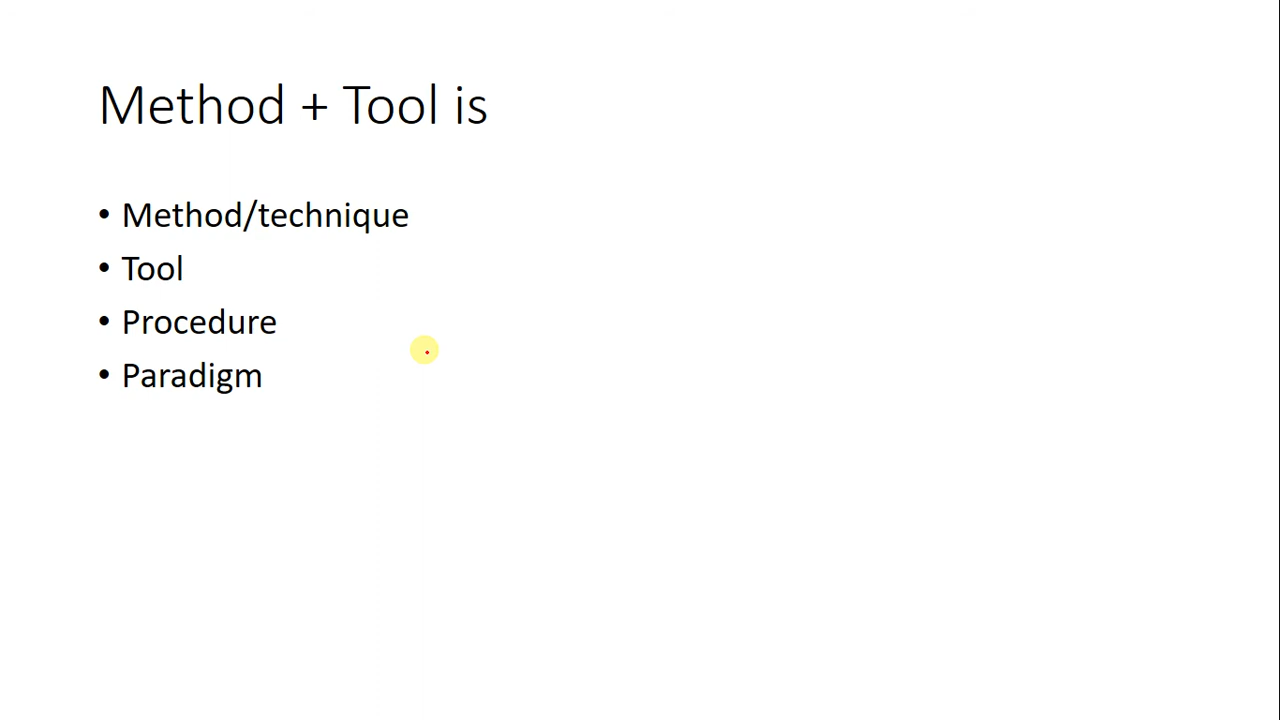 Method + Tool is
• Method/technique
• Tool
• Procedure
• Paradigm